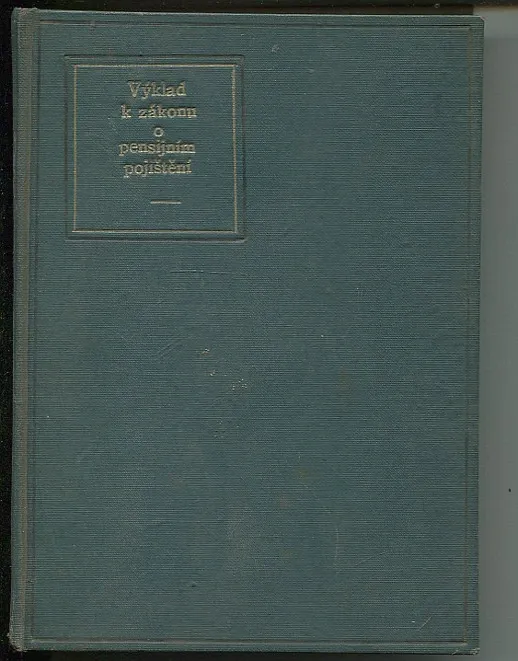 Výklad
k zákonu
o
pensijním
pojištění